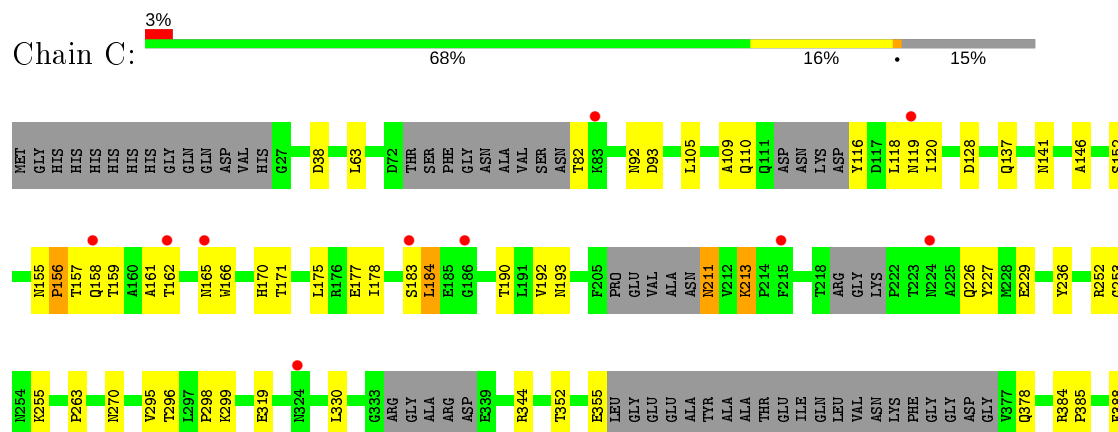 3%
Chain C:
68% 16% • 15%
MET GLY HIS HIS HIS HIS HIS HIS GLY GLN GLN ASP VAL HIS G27 D38 L63 D72 THR SER PHE GLY ASN ALA VAL SER ASN T82 K83 N92 D93 L105 A109 Q110 Q111 ASP ASN LYS ASP Y116 D117 L118 N119 I120 D128 Q137 N141 A146 S152
N155 P156 T157 Q158 T159 A160 A161 T162 N165 W166 H170 T171 L175 R176 E177 I178 S183 L184 E185 G186 T190 L191 V192 N193 F205 PRO GLU VAL ALA ASN N211 V212 K213 P214 F215 T218 ARG GLY LYS P222 T223 N224 A225 Q226 Y227 M228 E229 Y236 R252 G253
N254 K255 P263 N270 V295 T296 L297 P298 K299 E319 N324 L330 G333 ARG GLY ALA ARG ASP E339 R344 T352 E355 LEU GLY GLU GLU ALA TYR ALA ALA THR GLU ILE GLN LEU VAL ASN LYS PHE GLY GLY ASP GLY V377 Q378 R384 P385